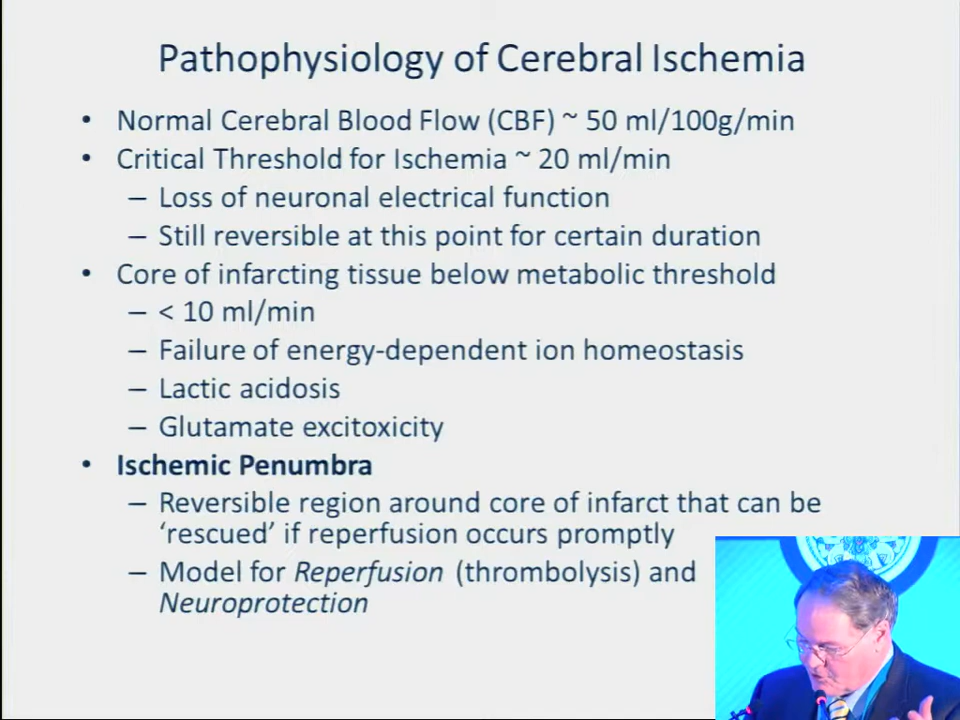 Pathophysiology of Cerebral Ischemia
• Normal Cerebral Blood Flow (CBF) ~ 50 ml/100g/min
• Critical Threshold for Ischemia ~ 20 ml/min
– Loss of neuronal electrical function
– Still reversible at this point for certain duration
• Core of infarcting tissue below metabolic threshold
– < 10 ml/min
– Failure of energy-dependent ion homeostasis
– Lactic acidosis
– Glutamate excitoxicity
• Ischemic Penumbra
– Reversible region around core of infarct that can be
‘rescued’ if reperfusion occurs promptly
– Model for Reperfusion (thrombolysis) and
Neuroprotection